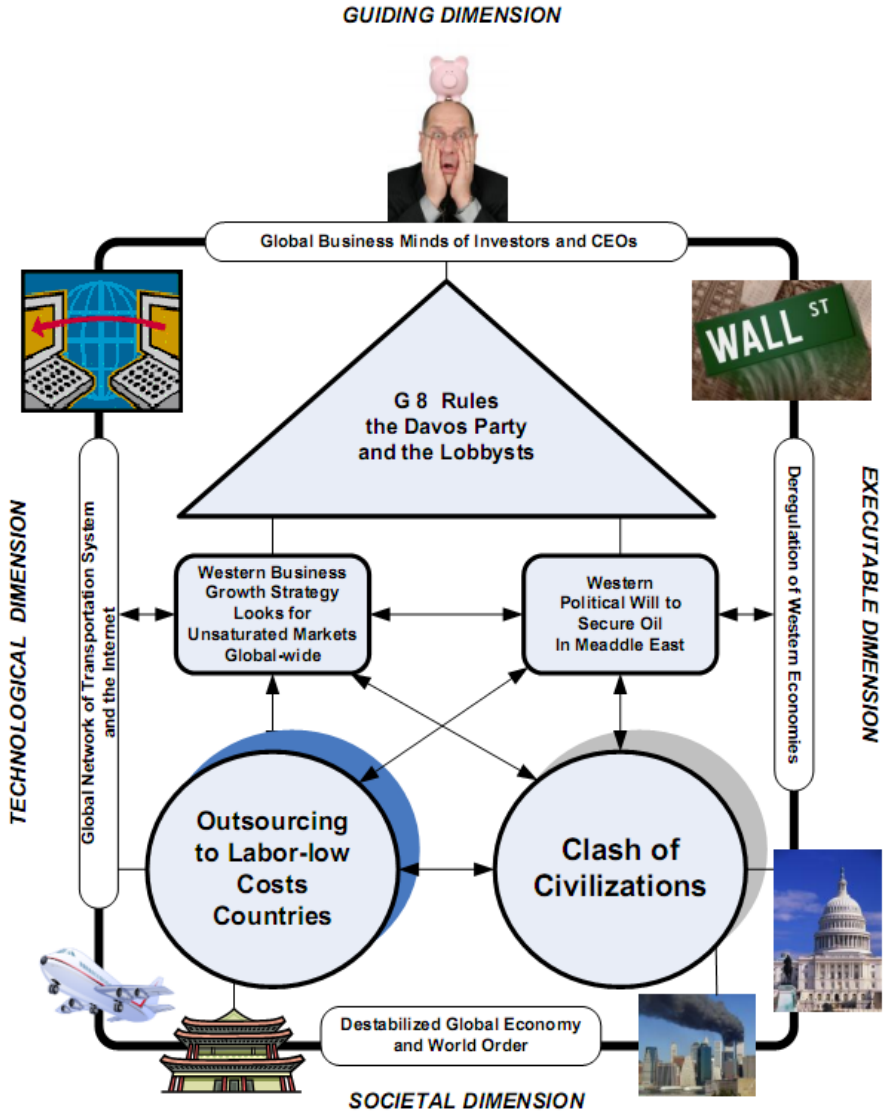 GUIDING DIMENSION
Global Business Minds of Investors and CEOs
WALL ST
G 8 Rules
the Davos Party
and the Lobbysts
TECHNOLOGICAL DIMENSION
Global Network of Transportation System
and the Internet
Western Business
Growth Strategy
Looks for
Unsaturated Markets
Global-wide
Western
Political Will to
Secure Oil
In Meaddle East
Deregulation of Western Economies
EXECUTABLE DIMENSION
Outsourcing
to Labor-low
Costs
Countries
Clash of
Civilizations
Destabilized Global Economy
and World Order
SOCIETAL DIMENSION